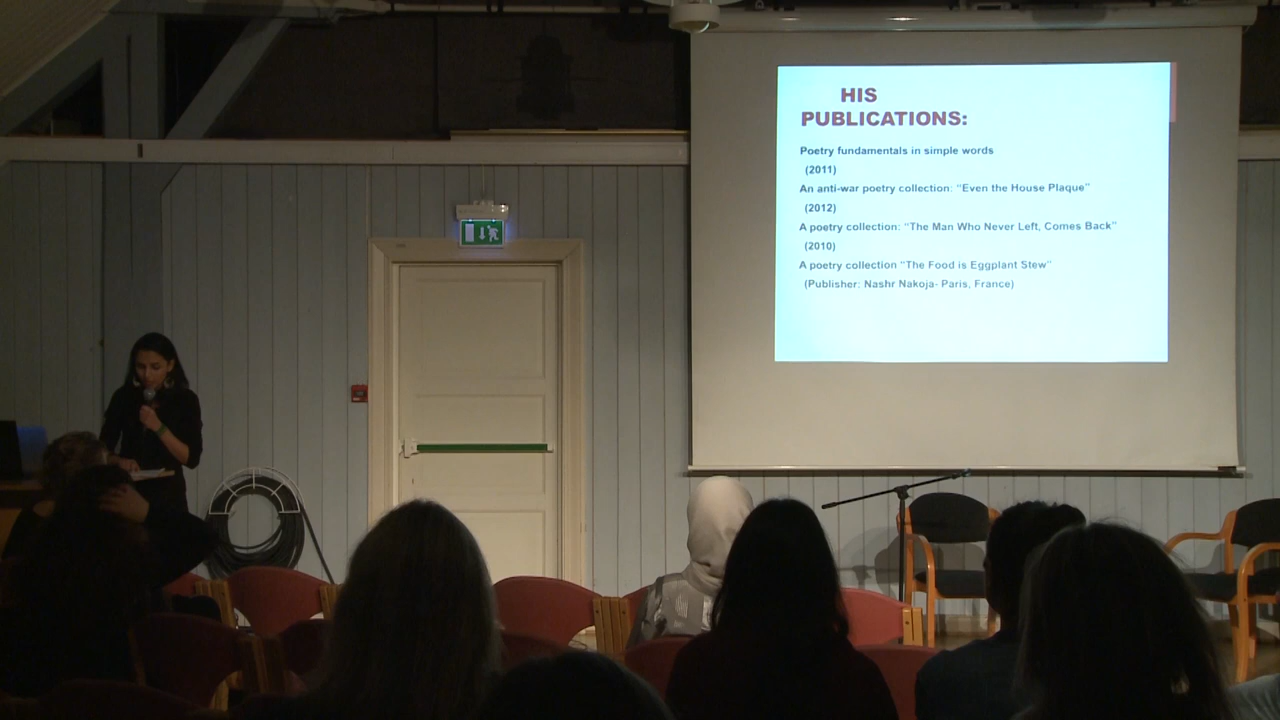 HIS
PUBLICATIONS:
Poetry fundamentals in simple words
(2011)
An anti-war poetry collection: “Even the House Plaque”
(2012)
A poetry collection: “The Man Who Never Left, Comes Back”
(2010)
A poetry collection “The Food is Eggplant Stew”
(Publisher: Nashr Nakoja- Paris, France)